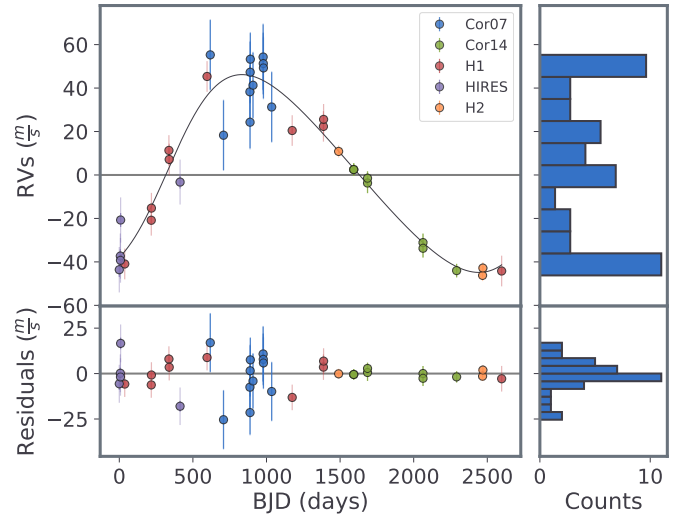 60
40
20
0
−20
−40
−60
RVs (m/s)
Cor07
Cor14
H1
HIRES
H2
25
0
−25
Residuals (m/s)
0 500 1000 1500 2000 2500
BJD (days)
0 10
Counts